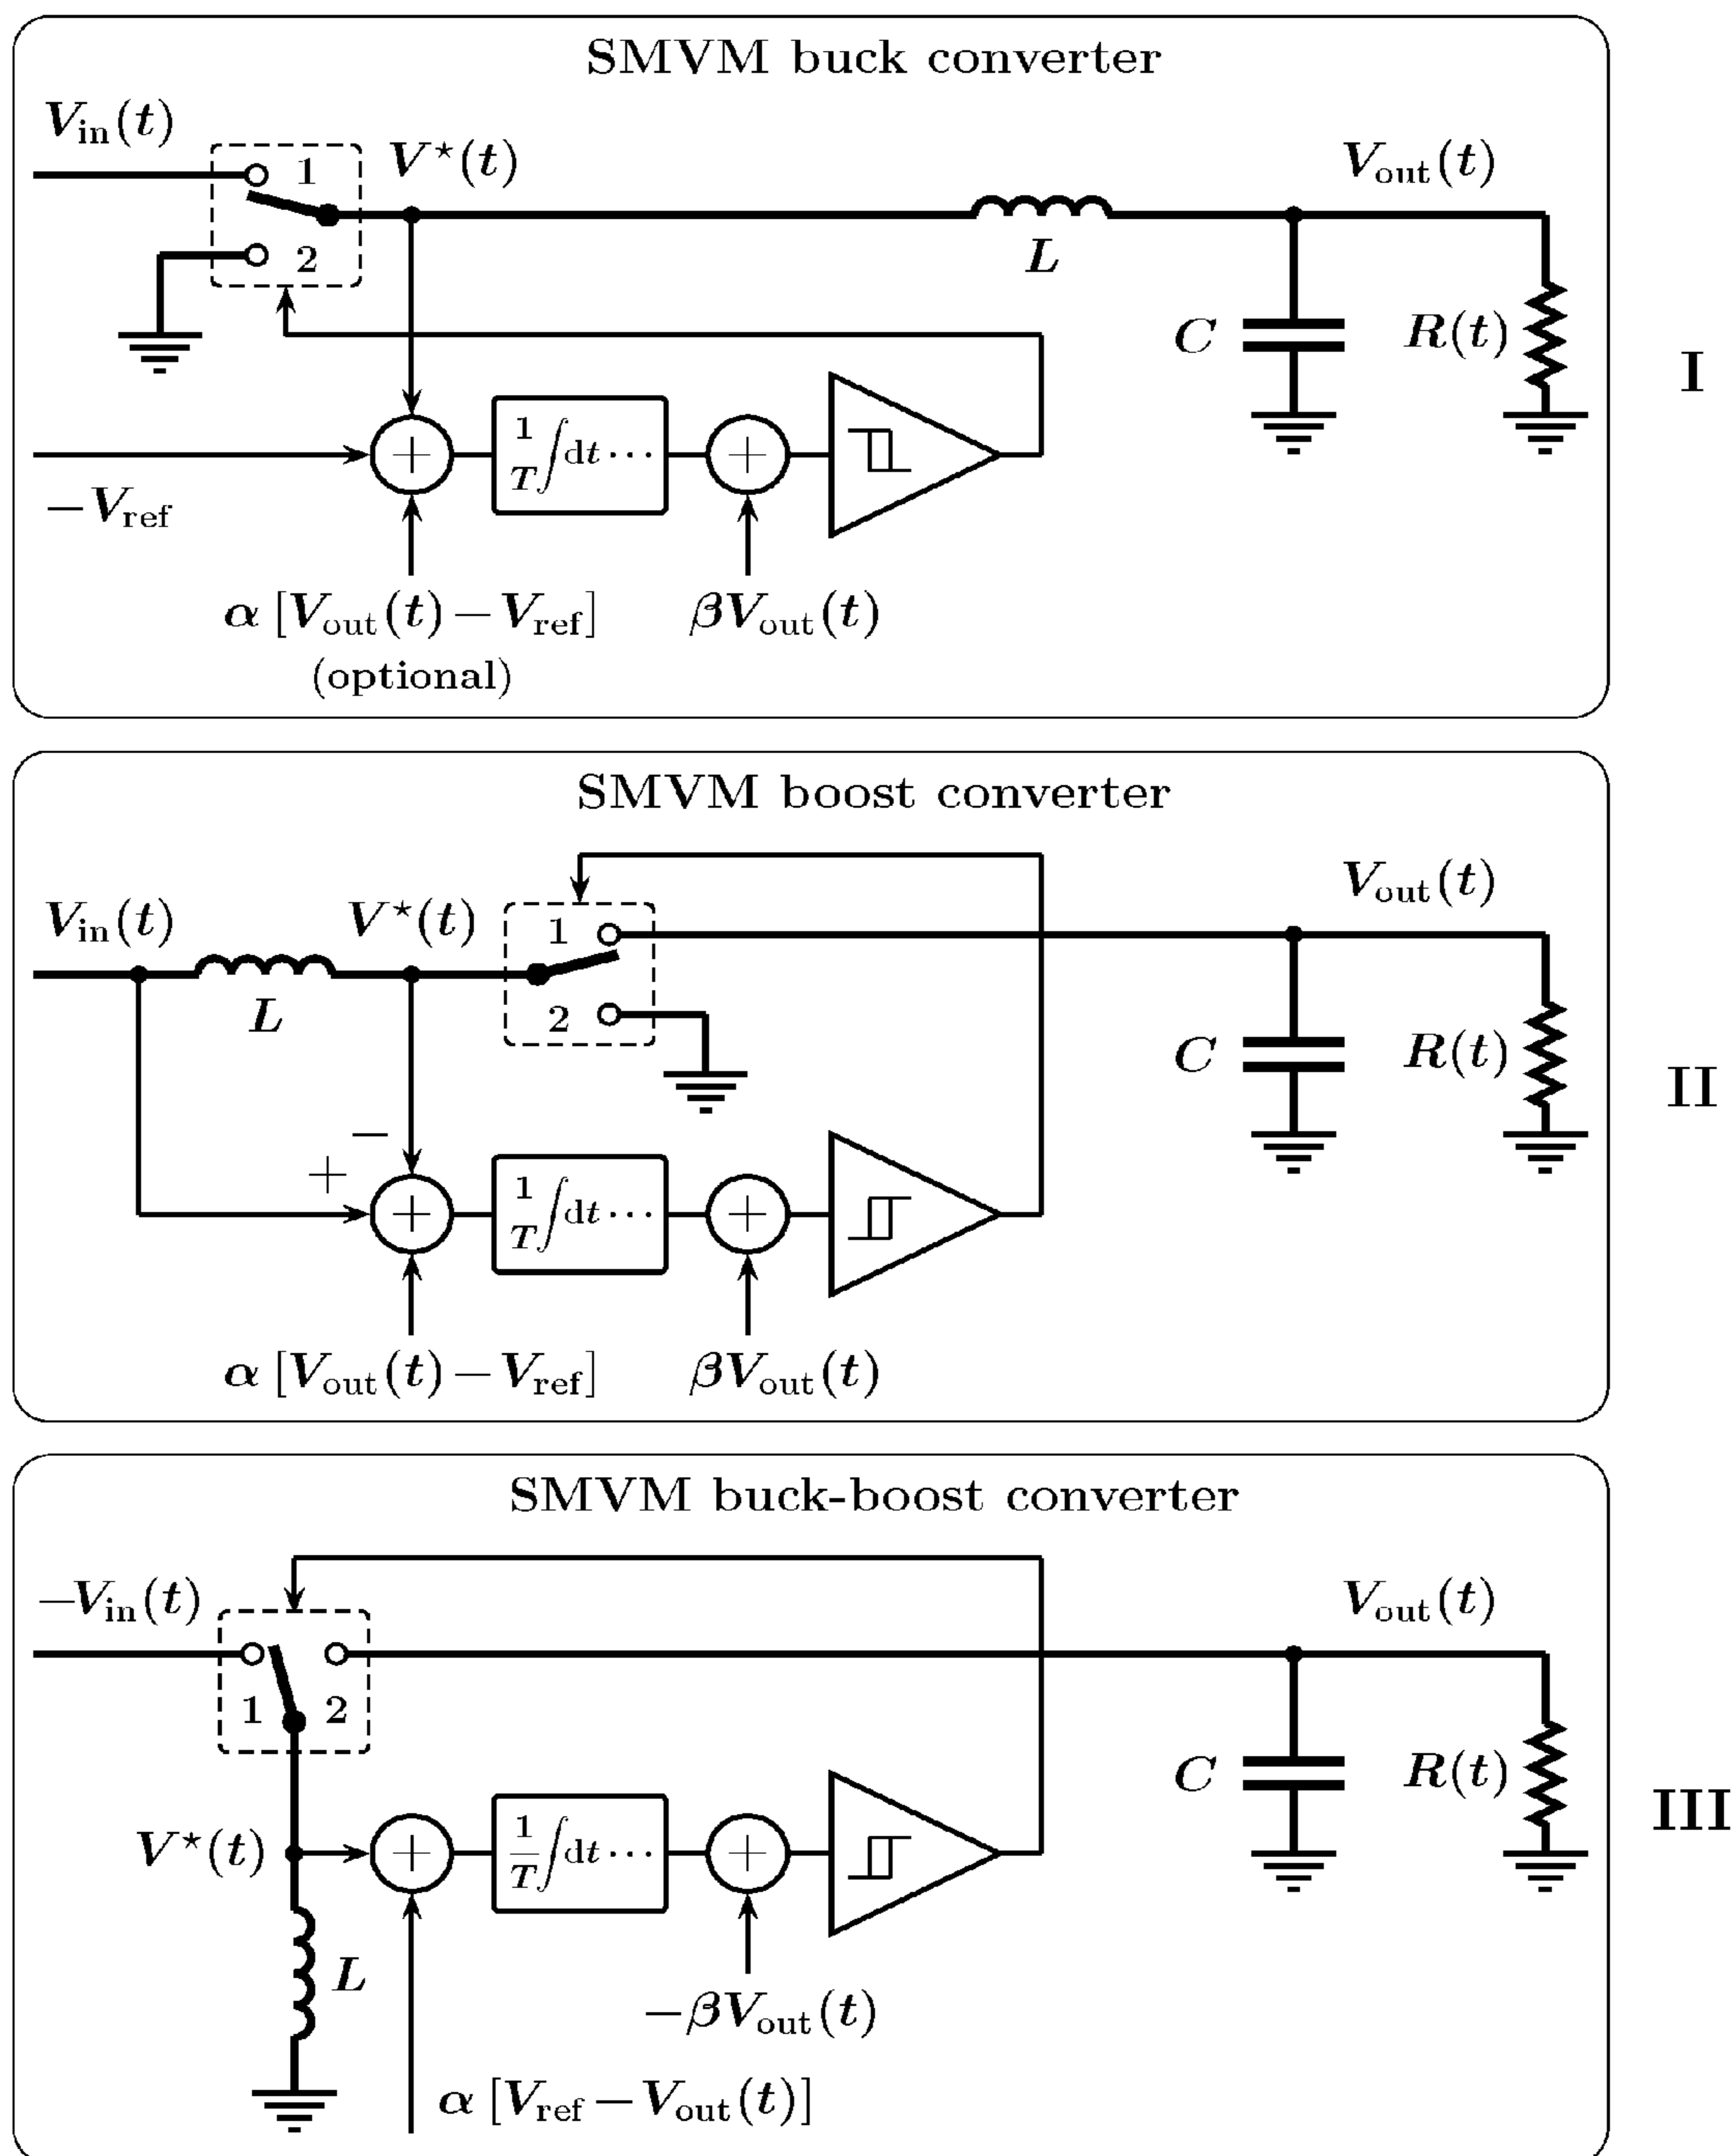 SMVM buck converter
V_in(t)
1
V*(t)
V_out(t)
2
L
C
R(t)
I
1/T ∫dt ···
+
+
−V_ref
α [V_out(t) − V_ref]
βV_out(t)
(optional)
SMVM boost converter
V_in(t)
V*(t)
1
V_out(t)
L
2
C
R(t)
II
−
+
+
1/T ∫dt ···
+
α [V_out(t) − V_ref]
βV_out(t)
SMVM buck-boost converter
−V_in(t)
V_out(t)
1
2
C
R(t)
III
V*(t)
+
1/T ∫dt ···
+
L
−βV_out(t)
α [V_ref − V_out(t)]